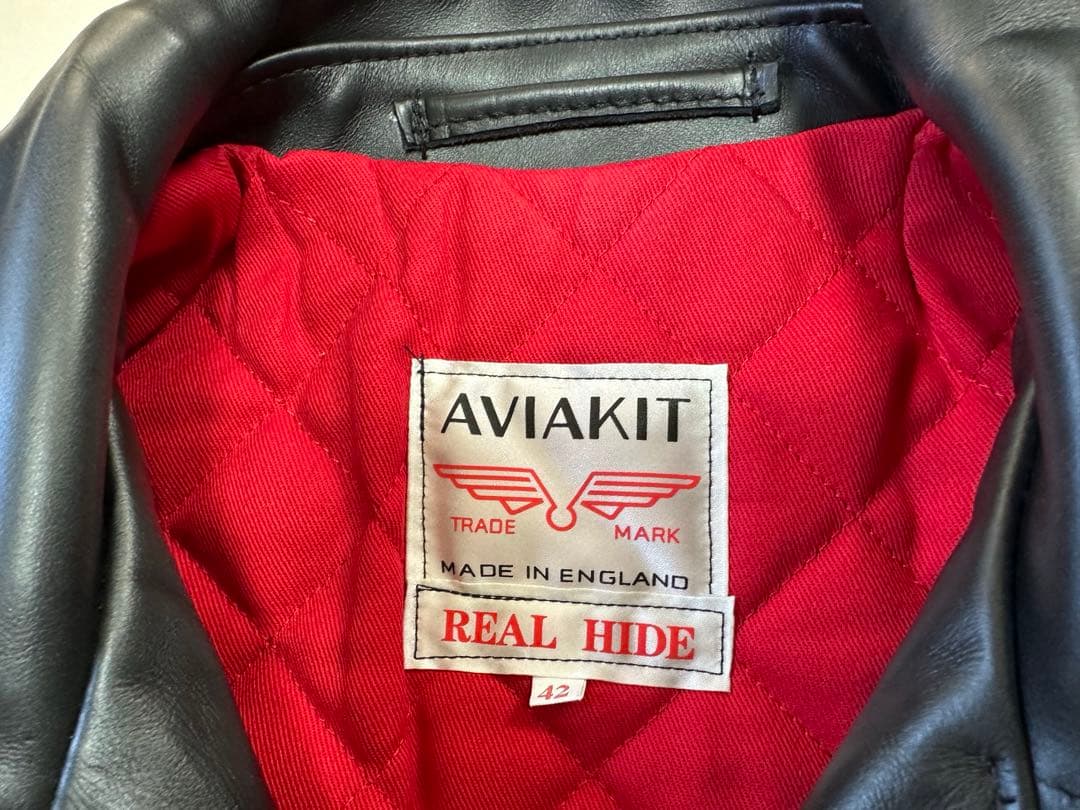 AVIAKIT
TRADE MARK
MADE IN ENGLAND
REAL HIDE
42